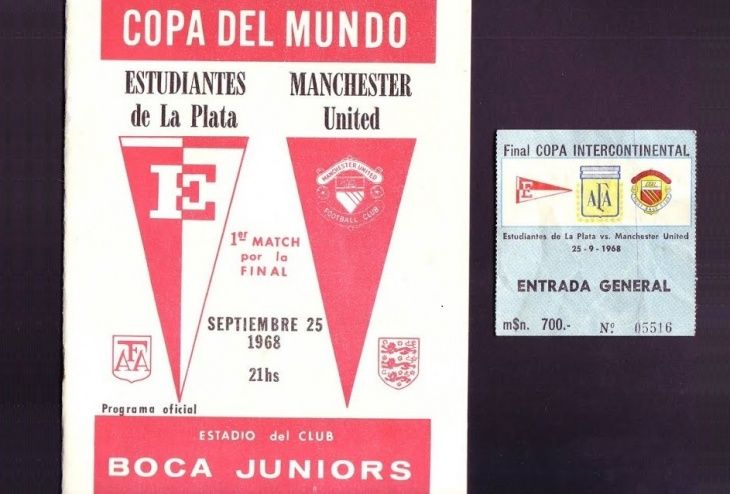 COPA DEL MUNDO
ESTUDIANTES
de La Plata
MANCHESTER
United
E
MANCHESTER UNITED
FOOTBALL CLUB
1er MATCH
por la
FINAL
SEPTIEMBRE 25
1968
21hs
AFA
Programa oficial
ESTADIO del CLUB
BOCA JUNIORS
Final COPA INTERCONTINENTAL
E
AFA
Estudiantes de La Plata vs. Manchester United
25-9-1968
ENTRADA GENERAL
m$n. 700.- Nº 05516